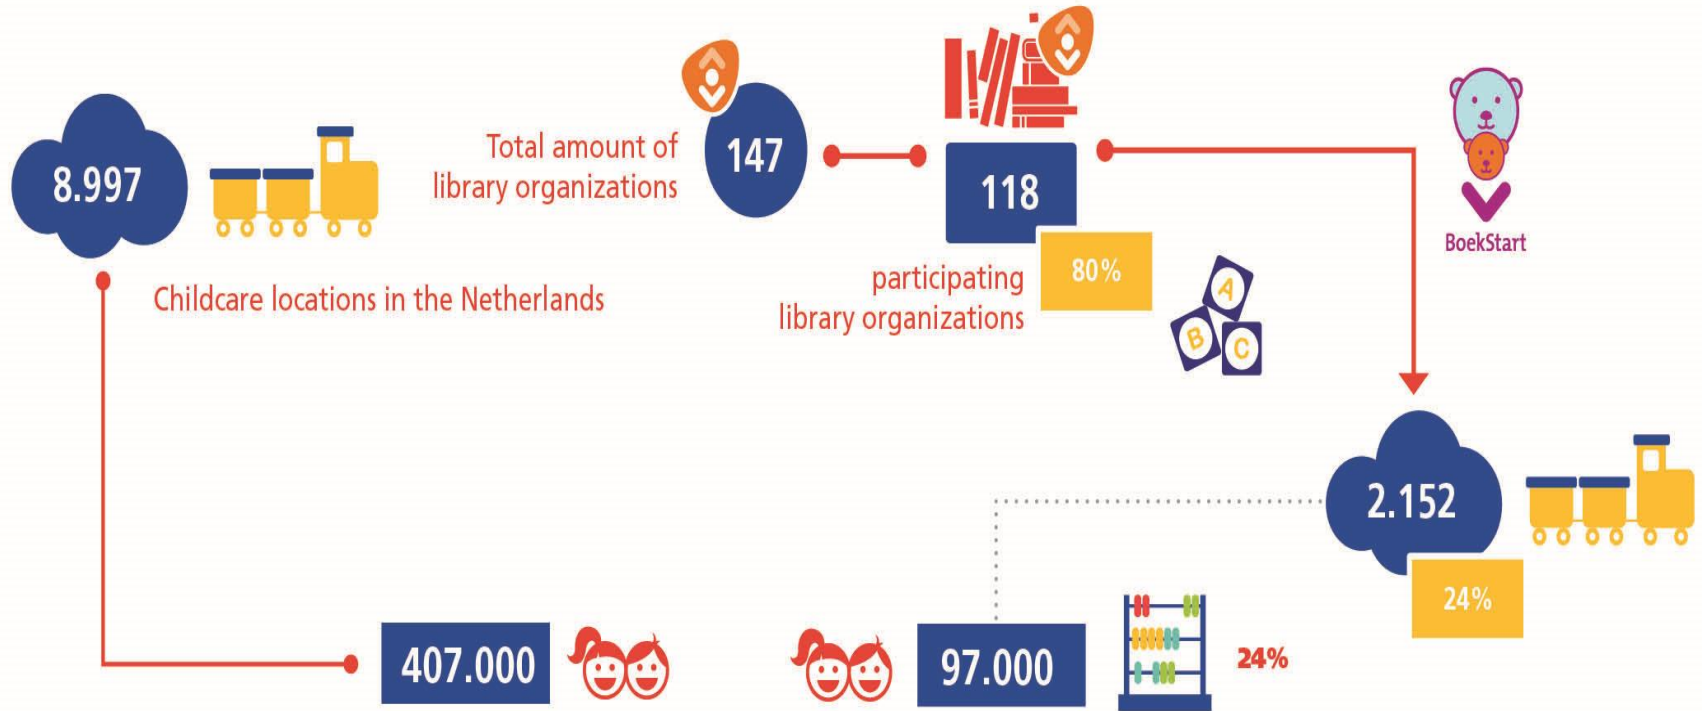 8.997
Childcare locations in the Netherlands
Total amount of
library organizations
147
118
80%
participating
library organizations
A
B
C
BoekStart
2.152
24%
407.000
97.000
24%